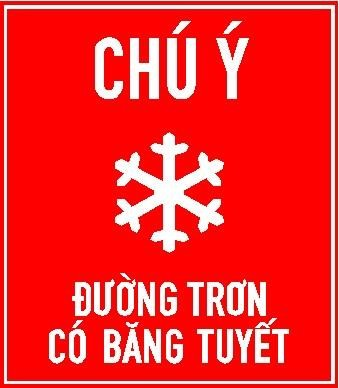 CHÚ Ý
ĐƯỜNG TRƠN
CÓ BĂNG TUYẾT